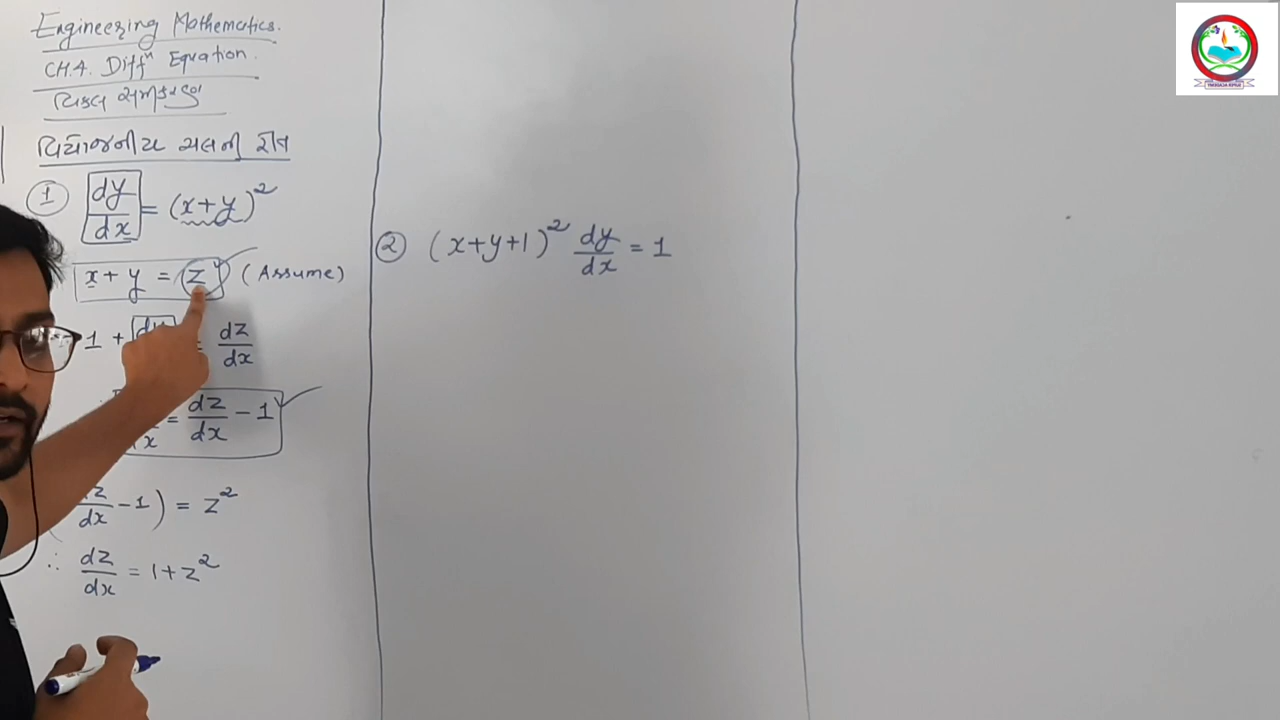 Engineering Mathematics.
CH.4. Diffⁿ Equation.
વિકલ સમીકરણ
વિયોજનીય ચલની રીત
① dy/dx = (x+y)²
x + y = z (Assume)
1 + dy = dz/dx
x = dz/dx − 1
dz/dx − 1) = z²
∴ dz/dx = 1+z²
② (x+y+1)² dy/dx = 1